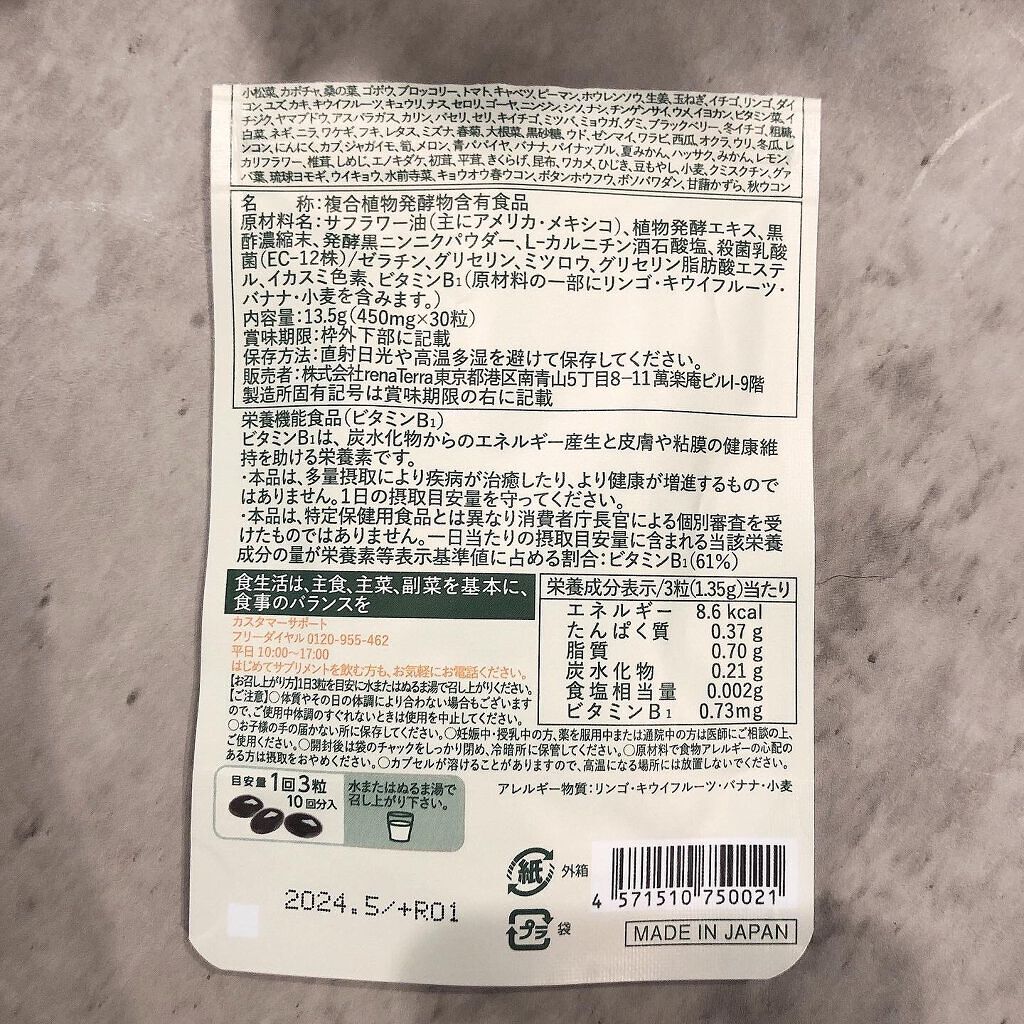 小松菜、カボチャ、桑の葉、ゴボウ、ブロッコリー、トマト、キャベツ、ピーマン、ホウレンソウ、生姜、玉ねぎ、イチゴ、リンゴ、ダイ
コン、ユズ、カキ、キウイフルーツ、キュウリ、ナス、セロリ、ゴーヤ、ニンジン、シソ、ナシ、チンゲンサイ、ウメ、イヨカン、ビタミン菜、イ
チジク、ヤマブドウ、アスパラガス、カリン、パセリ、セリ、キイチゴ、ミツバ、ミョウガ、グミ、ブラックベリー、冬イチゴ、粗糖、
白菜、ネギ、ニラ、ワケギ、フキ、レタス、ミズナ、春菊、大根菜、黒砂糖、ウド、ゼンマイ、ワラビ、西瓜、オクラ、ウリ、冬瓜、レ
ンコン、にんにく、カブ、ジャガイモ、筍、メロン、青パパイヤ、バナナ、パイナップル、夏みかん、ハッサク、みかん、レモン、
カリフラワー、椎茸、しめじ、エノキダケ、初茸、平茸、きくらげ、昆布、ワカメ、ひじき、豆もやし、小麦、クミスクチン、グァ
バ葉、琉球ヨモギ、ウイキョウ、水前寺菜、キョウオウ春ウコン、ボタンホウフウ、ボソバワダン、甘藷かずら、秋ウコン
名 称：複合植物発酵物含有食品
原材料名：サフラワー油（主にアメリカ・メキシコ）、植物発酵エキス、黒
酢濃縮末、発酵黒ニンニクパウダー、L-カルニチン酒石酸塩、殺菌乳酸
菌（EC-12株）/ゼラチン、グリセリン、ミツロウ、グリセリン脂肪酸エステ
ル、イカスミ色素、ビタミンB₁（原材料の一部にリンゴ・キウイフルーツ・
バナナ・小麦を含みます。）
内容量：13.5g（450mg×30粒）
賞味期限：枠外下部に記載
保存方法：直射日光や高温多湿を避けて保存してください。
販売者：株式会社renaTerra東京都港区南青山5丁目8-11萬楽庵ビルI-9階
製造所固有記号は賞味期限の右に記載
栄養機能食品（ビタミンB₁）
ビタミンB₁は、炭水化物からのエネルギー産生と皮膚や粘膜の健康維
持を助ける栄養素です。
・本品は、多量摂取により疾病が治癒したり、より健康が増進するもので
はありません。1日の摂取目安量を守ってください。
・本品は、特定保健用食品とは異なり消費者庁長官による個別審査を受
けたものではありません。一日当たりの摂取目安量に含まれる当該栄養
成分の量が栄養素等表示基準値に占める割合：ビタミンB₁（61%）
食生活は、主食、主菜、副菜を基本に、
食事のバランスを
カスタマーサポート
フリーダイヤル 0120-955-462
平日 10:00〜17:00
はじめてサプリメントを飲む方も、お気軽にお電話ください。
栄養成分表示/3粒(1.35g)当たり
エネルギー 8.6 kcal
たんぱく質 0.37 g
脂質 0.70 g
炭水化物 0.21 g
食塩相当量 0.002g
ビタミンB₁ 0.73mg
【お召し上がり方】1日3粒を目安に水またはぬるま湯で召し上がりください。
【ご注意】○体質やその日の体調により合わない場合もございます
ので、ご使用中体調のすぐれないときは使用を中止してください。
○お子様の手の届かない所に保存してください。○妊娠中・授乳中の方、薬を服用中または通院中の方は医師にご相談の上、
ご使用ください。○開封後は袋のチャックをしっかり閉め、冷暗所に保管してください。○原材料で食物アレルギーの心配の
ある方は摂取をおやめください。○カプセルが溶けることがありますので、高温になる場所には放置しないでください。
アレルギー物質：リンゴ・キウイフルーツ・バナナ・小麦
目安量 1回3粒
10回分入
水またはぬるま湯で
召し上がり下さい。
紙 外箱
プラ 袋
4 571510 750021
MADE IN JAPAN
2024.5/+R01